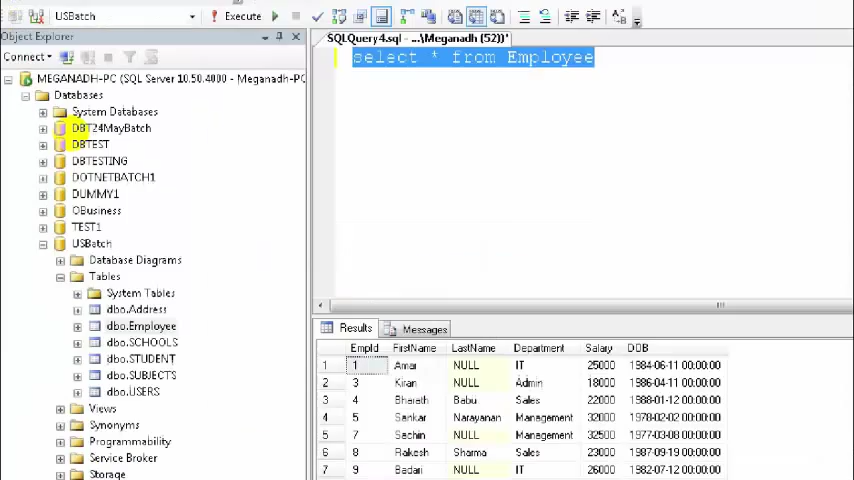 USBatch
Execute
Object Explorer
SQLQuery4.sql - ...\Meganadh (52))*
Connect
select * from Employee
MEGANADH-PC (SQL Server 10.50.4000 - Meganadh-PC
Databases
System Databases
DBT24MayBatch
DBTEST
DBTESTING
DOTNETBATCH1
DUMMY1
OBusiness
TEST1
USBatch
Database Diagrams
Tables
System Tables
dbo.Address
dbo.Employee
dbo.SCHOOLS
dbo.STUDENT
dbo.SUBJECTS
dbo.USERS
Views
Synonyms
Programmability
Service Broker
Storage
Results Messages
EmpId FirstName LastName Department Salary DOB
1 1 Amar NULL IT 25000 1984-06-11 00:00:00
2 3 Kiran NULL Admin 18000 1986-04-11 00:00:00
3 4 Bharath Babu Sales 22000 1988-01-12 00:00:00
4 5 Sankar Narayanan Management 32000 1978-02-02 00:00:00
5 7 Sachin NULL Management 32500 1977-03-08 00:00:00
6 8 Rakesh Sharma Sales 23000 1987-09-19 00:00:00
7 9 Badari NULL IT 26000 1982-07-12 00:00:00